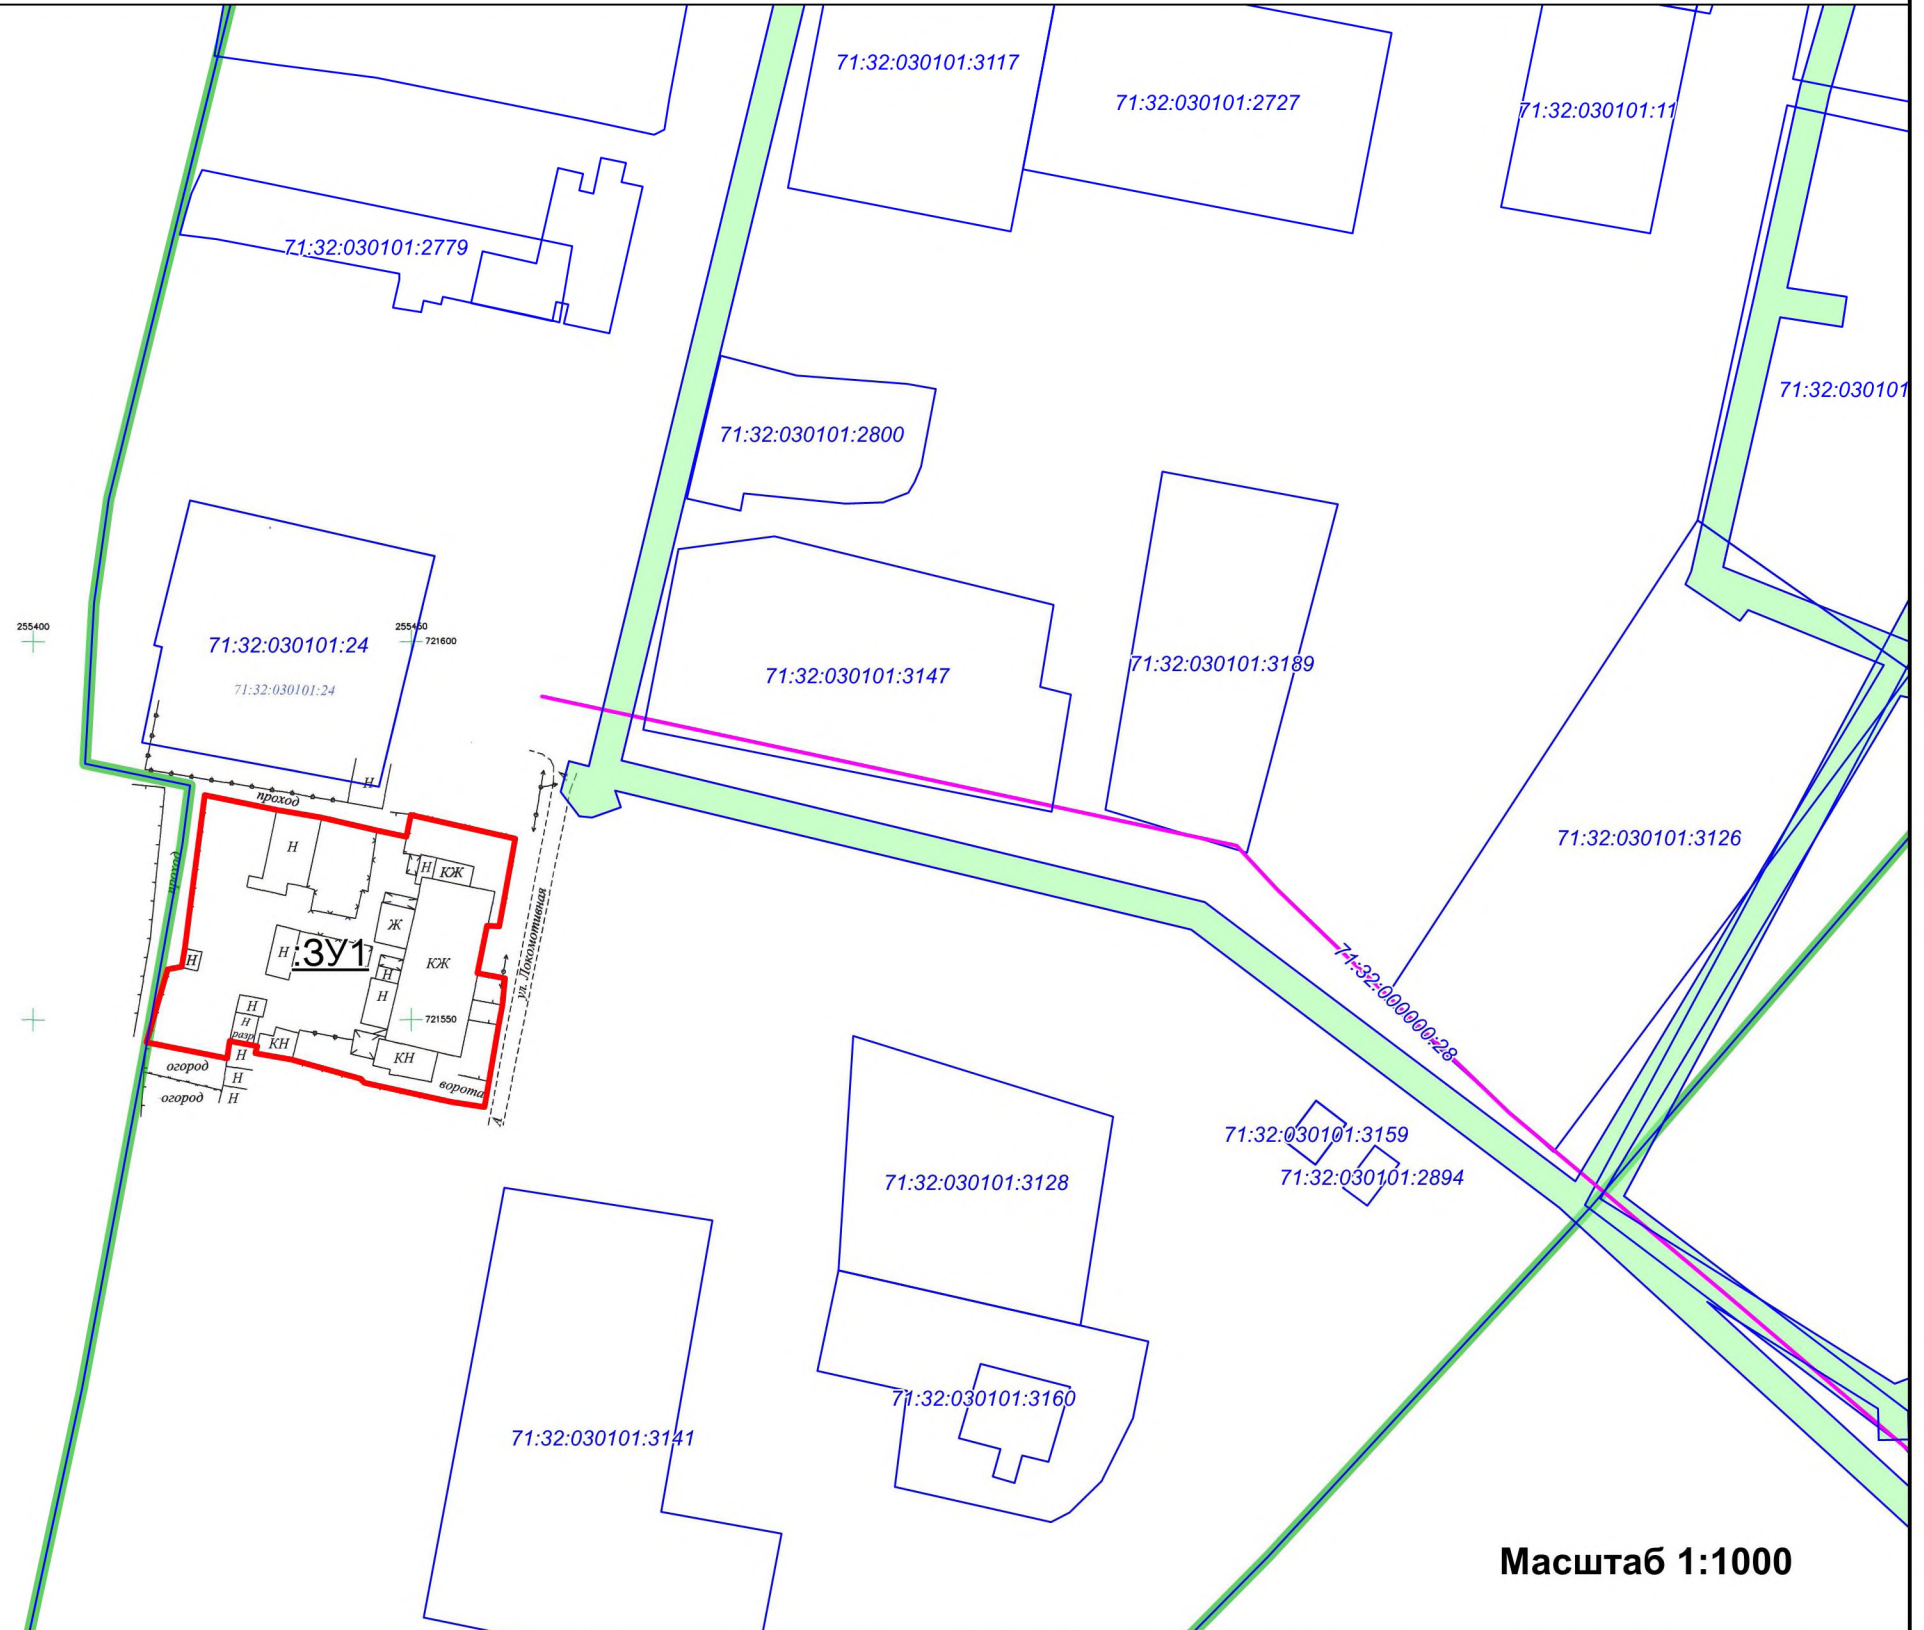 71:32:030101:3117
71:32:030101:2727
71:32:030101:11
71:32:030101:2779
71:32:030101
71:32:030101:2800
255400
255450
721600
71:32:030101:24
71:32:030101:24
71:32:030101:3147
71:32:030101:3189
Н
проход
71:32:030101:3126
Н
проход
Н
КЖ
Ж
ул. Локомотивная
Н
:ЗУ1
Н
КЖ
Н
Н
71:32:000000:28
Н
Н
721550
разр
КН
КН
Н
огород
Н
ворота
огород
Н
71:32:030101:3159
71:32:030101:2894
71:32:030101:3128
71:32:030101:3160
71:32:030101:3141
Масштаб 1:1000